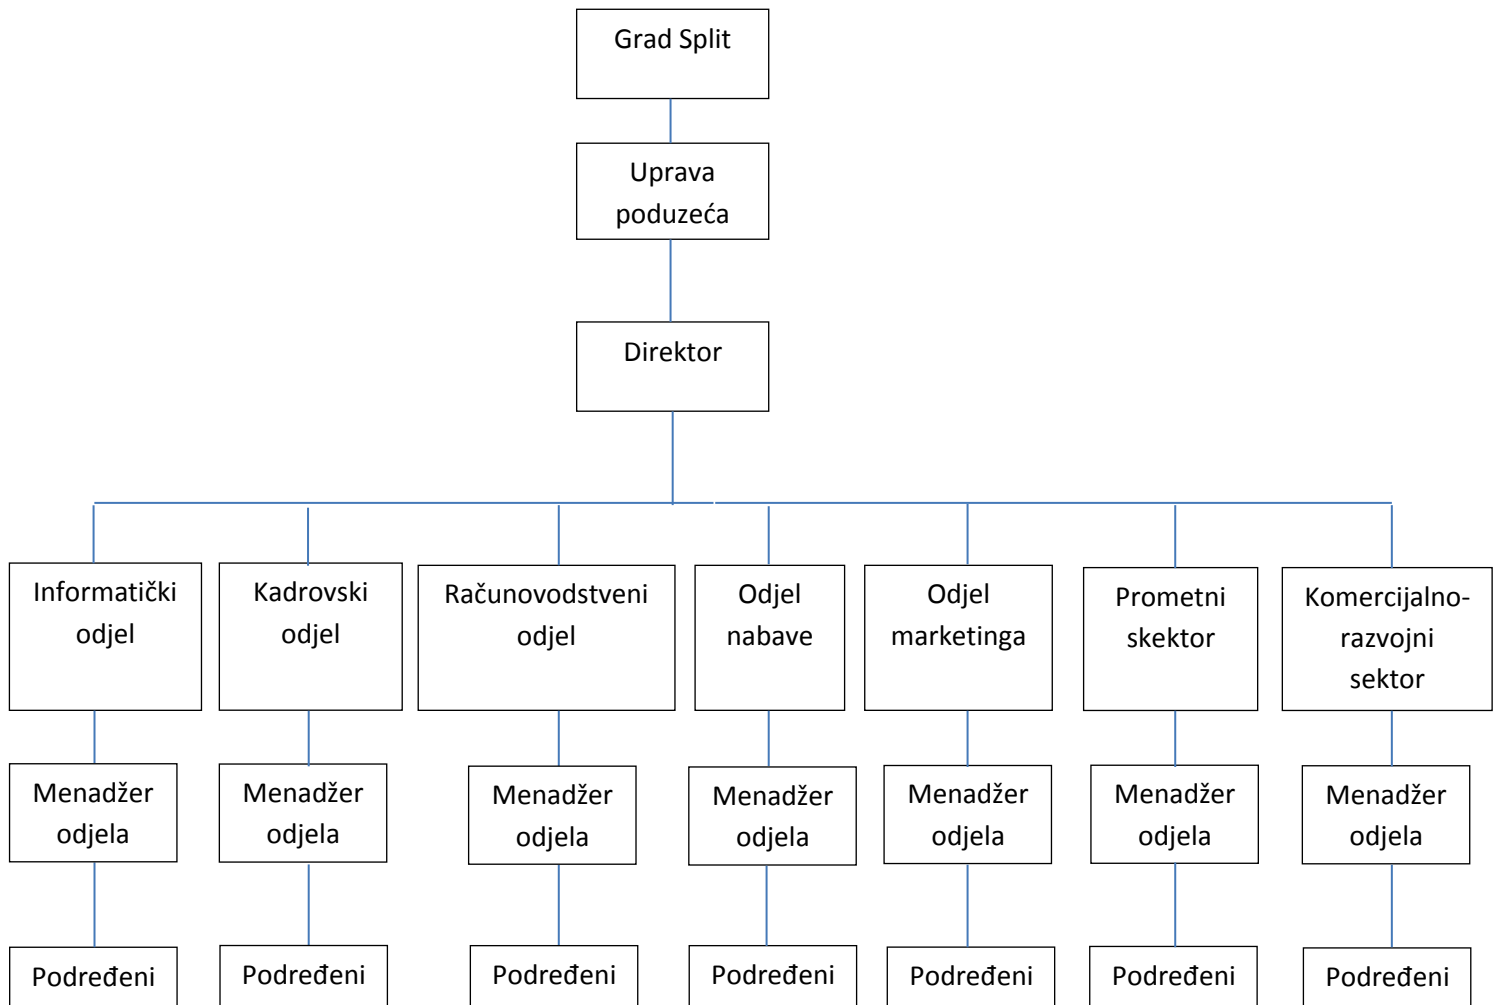 Grad Split
Uprava
poduzeća
Direktor
Informatički
odjel
Kadrovski
odjel
Računovodstveni
odjel
Odjel
nabave
Odjel
marketinga
Prometni
skektor
Komercijalno-
razvojni
sektor
Menadžer
odjela
Menadžer
odjela
Menadžer
odjela
Menadžer
odjela
Menadžer
odjela
Menadžer
odjela
Menadžer
odjela
Podređeni
Podređeni
Podređeni
Podređeni
Podređeni
Podređeni
Podređeni